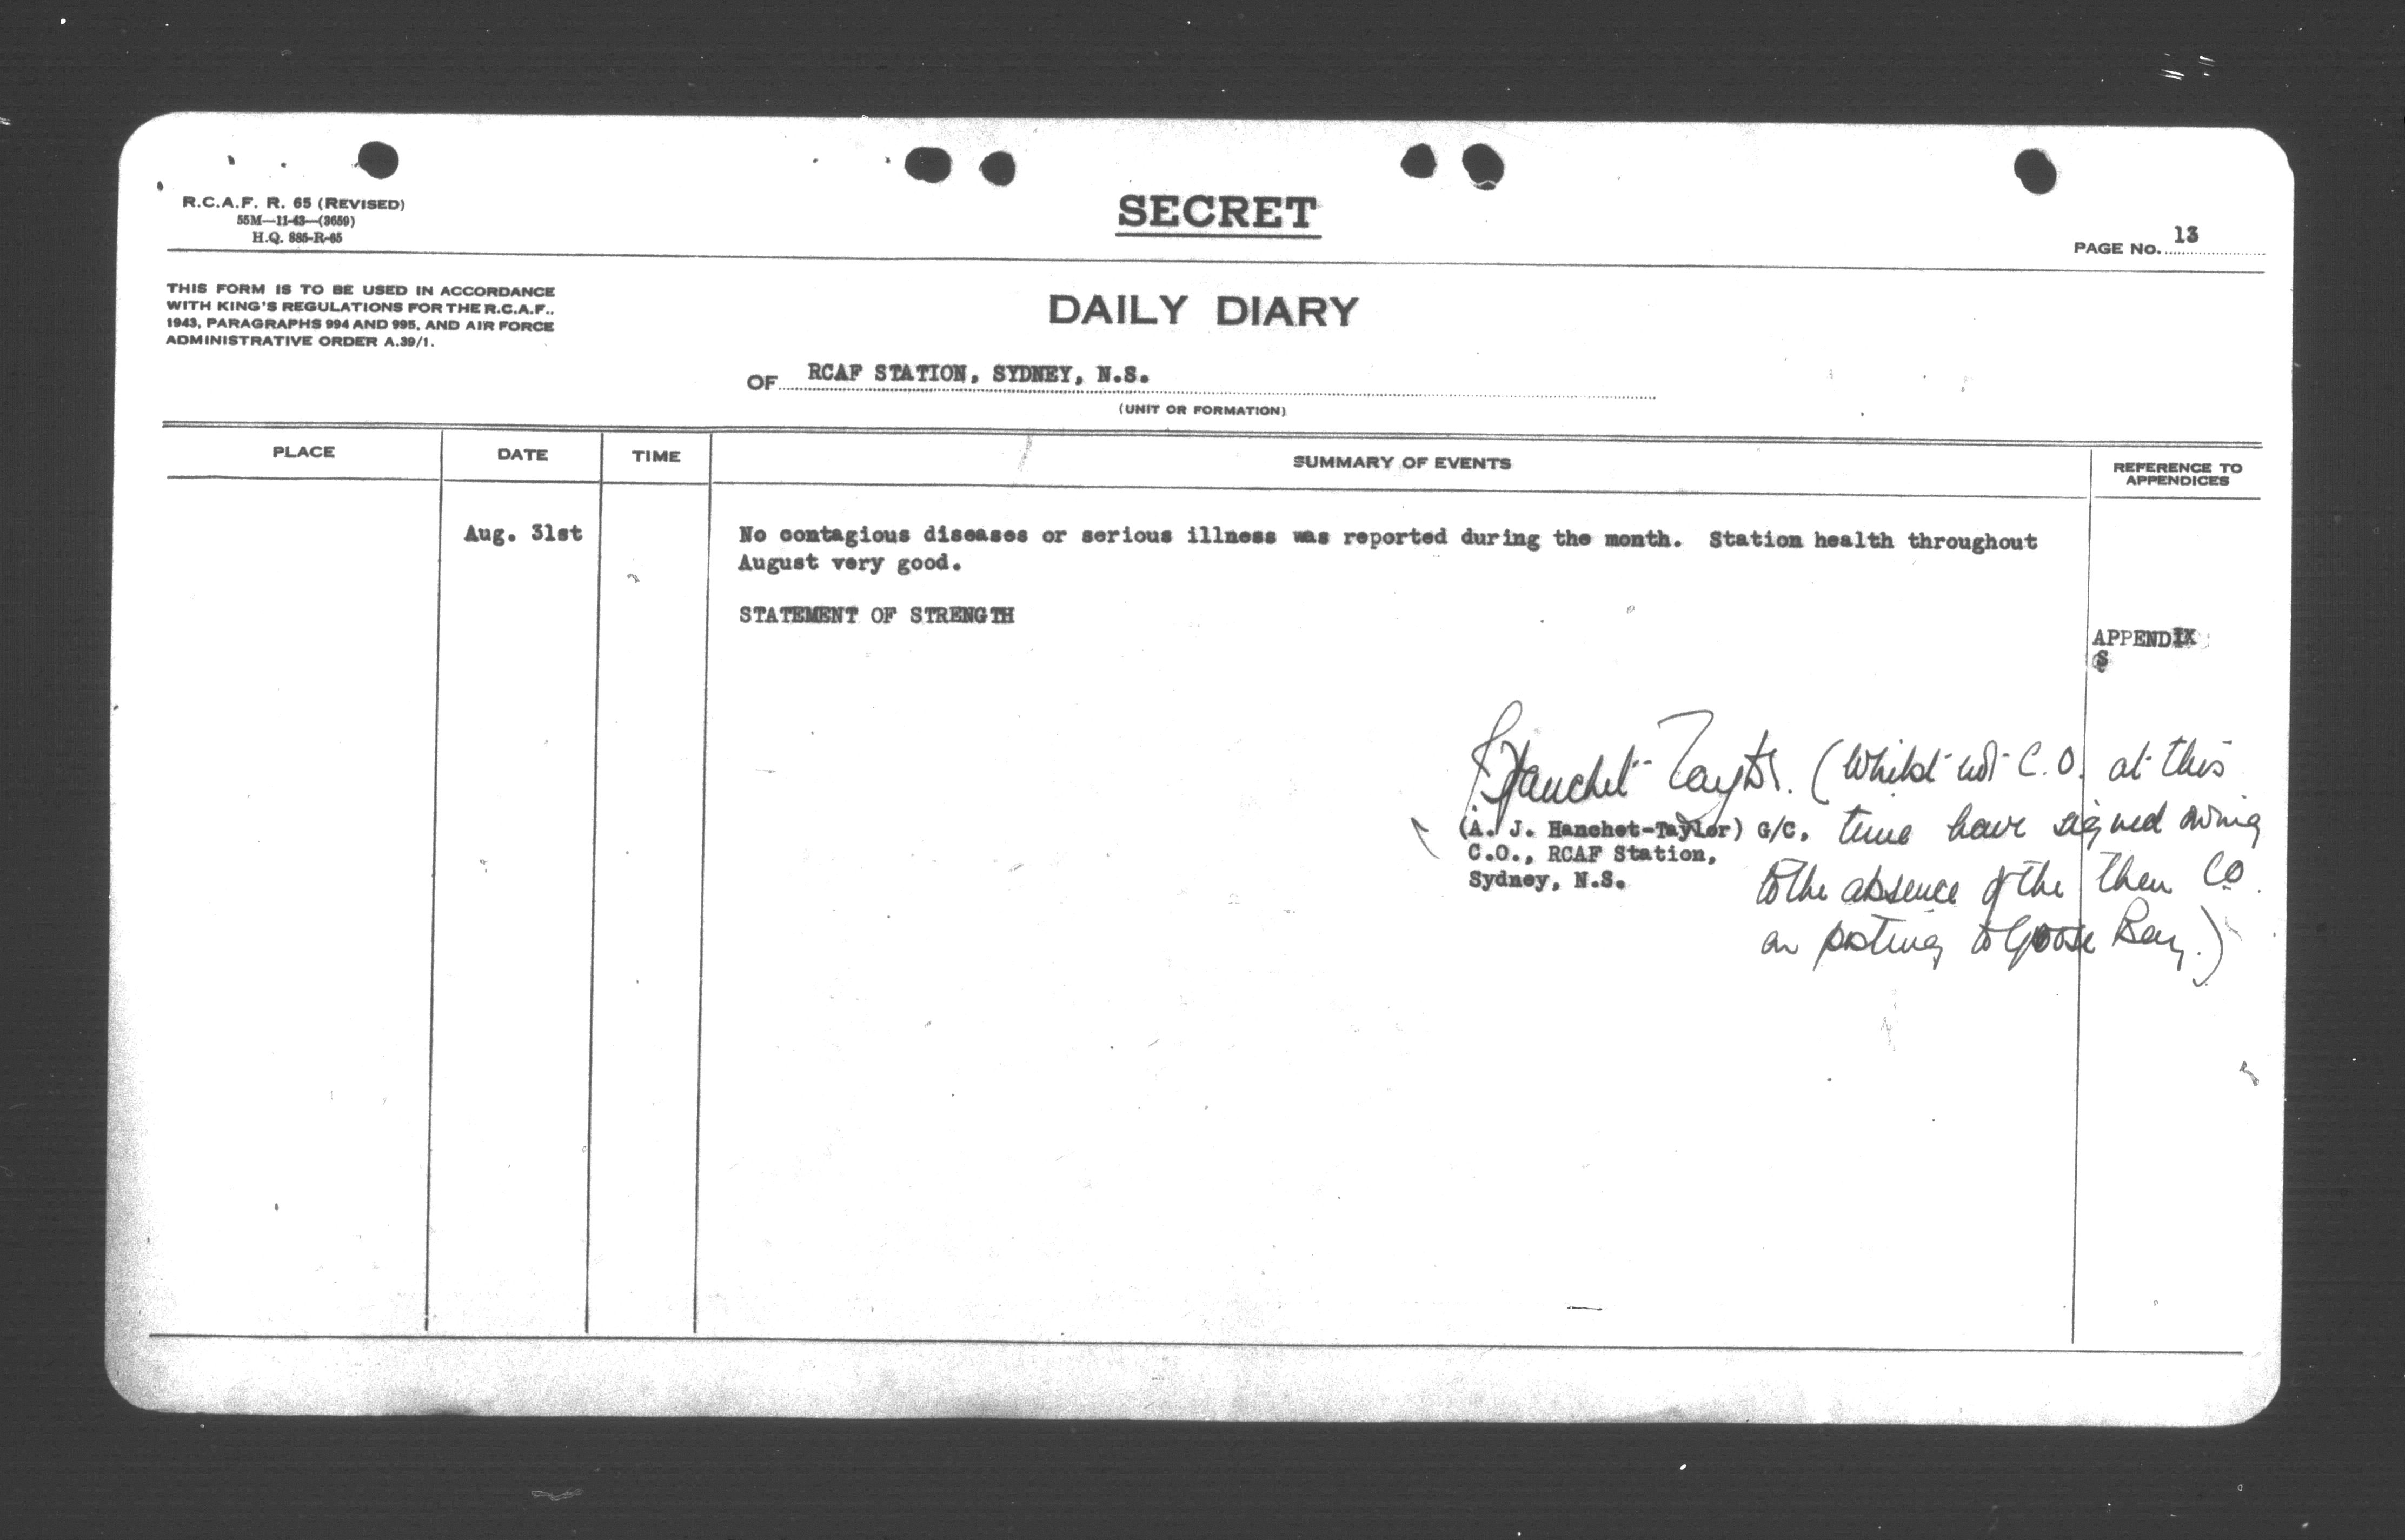 R.C.A.F. R. 65 (REVISED)
55M—11-43—(3659)
H.Q. 885-R-65
SECRET
PAGE No. 13
THIS FORM IS TO BE USED IN ACCORDANCE
WITH KING'S REGULATIONS FOR THE R.C.A.F.,
1943, PARAGRAPHS 994 AND 995, AND AIR FORCE
ADMINISTRATIVE ORDER A.39/1.
DAILY DIARY
OF RCAF STATION, SYDNEY, N.S.
(UNIT OR FORMATION)
PLACE DATE TIME SUMMARY OF EVENTS REFERENCE TO APPENDICES
Aug. 31st No contagious diseases or serious illness was reported during the month. Station health throughout
August very good.
STATEMENT OF STRENGTH
APPENDIX
S
Hanchet-Taylor. (Whilst not C.O. at this
(A. J. Hanchet-Taylor) G/C, time have signed owing
C.O., RCAF Station,
Sydney, N.S. to the absence of the then CO.
on posting to Goose Bay.)